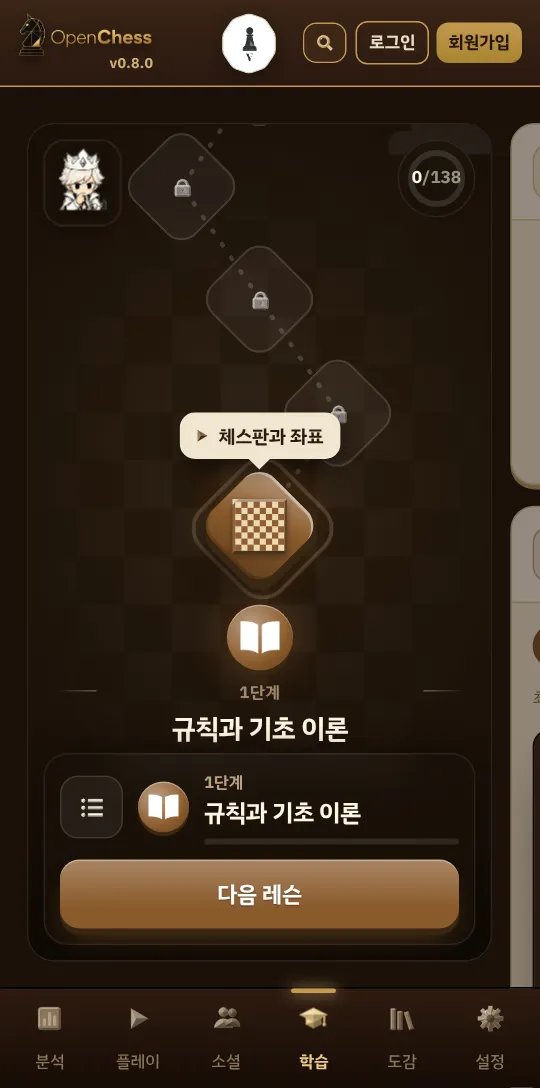 OpenChess
v0.8.0
V
로그인
회원가입
0/138
체스판과 좌표
1단계
규칙과 기초 이론
1단계
규칙과 기초 이론
다음 레슨
분석
플레이
소셜
학습
도감
설정